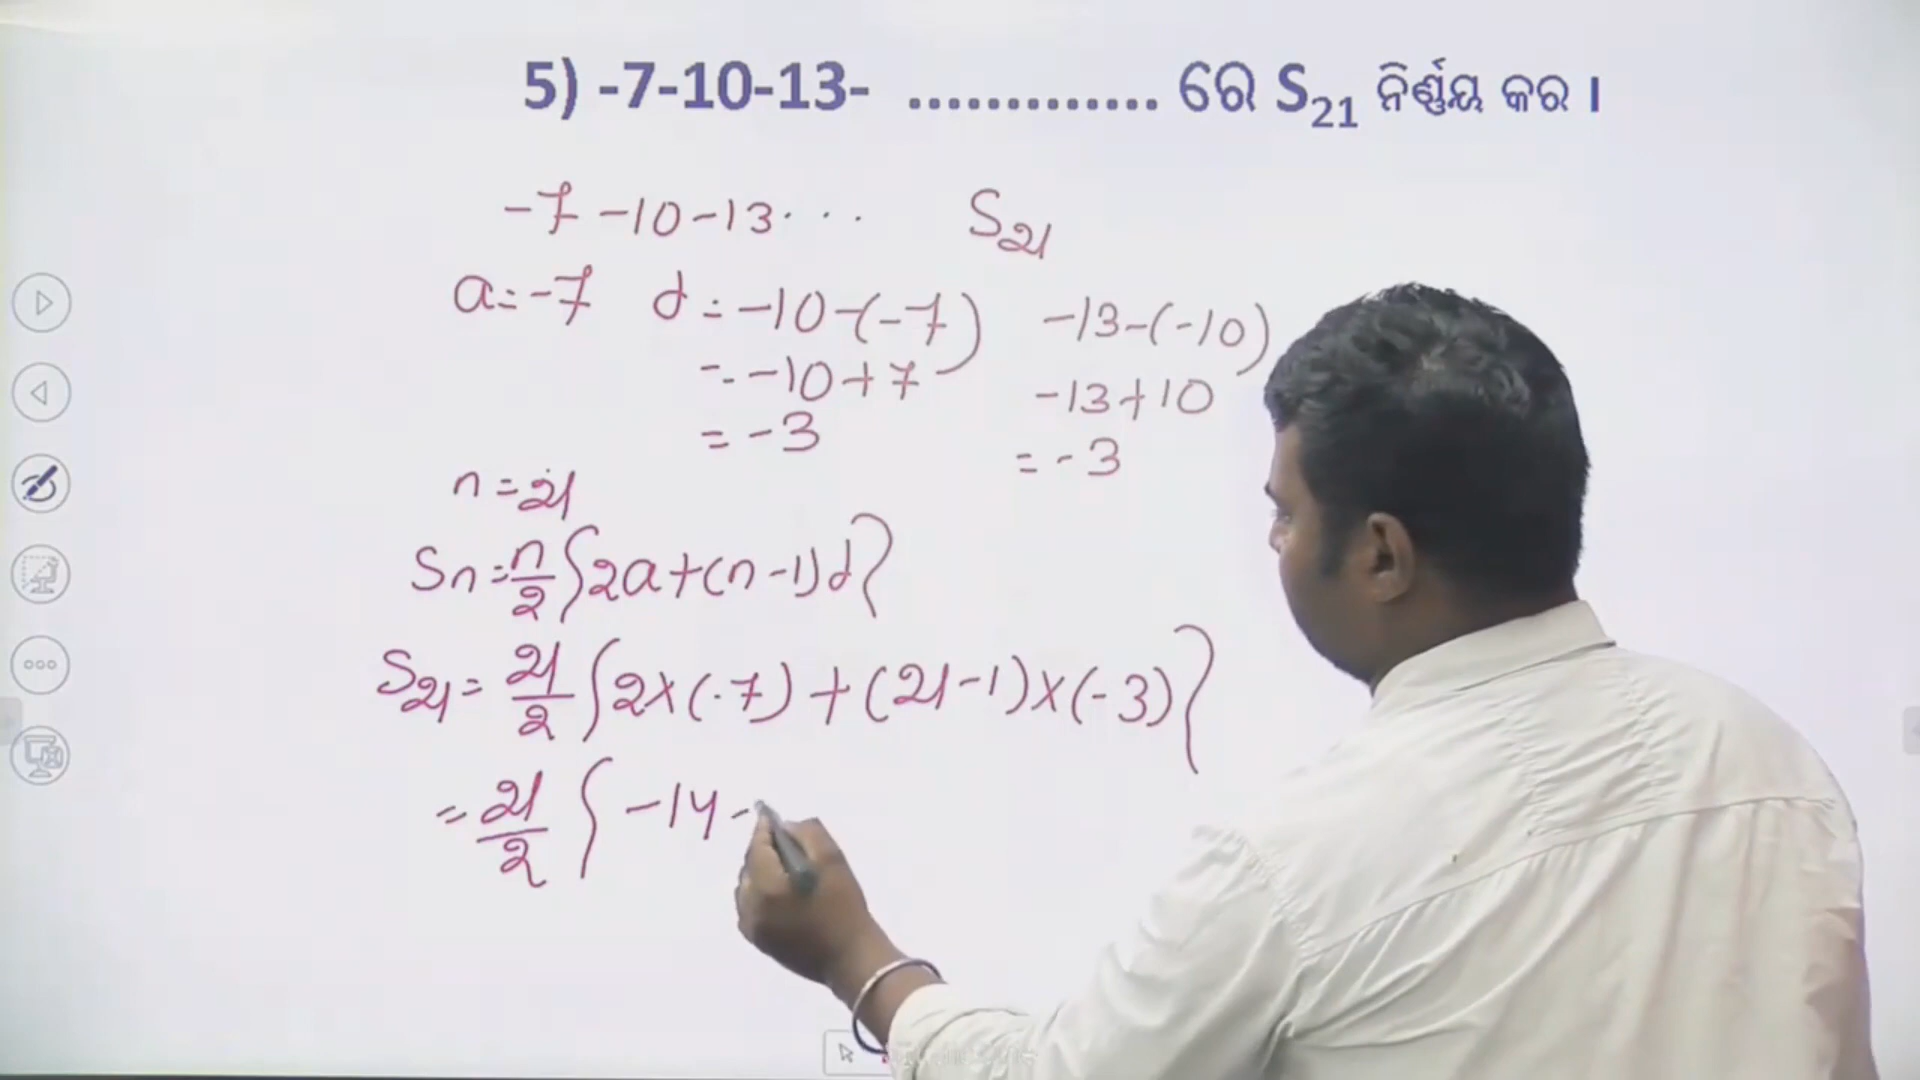 5) -7-10-13- ............. ରେ S21 ନିର୍ଣ୍ଣୟ କର ।
-7 -10 -13 . . . S21
a = -7 d = -10 -(-7) -13-(-10)
= -10 + 7 -13+10
= -3 = -3
n = 21
Sn = n/2 {2a + (n-1)d}
S21 = 21/2 {2x(-7) + (21-1)x(-3)}
= 21/2 { -14 -